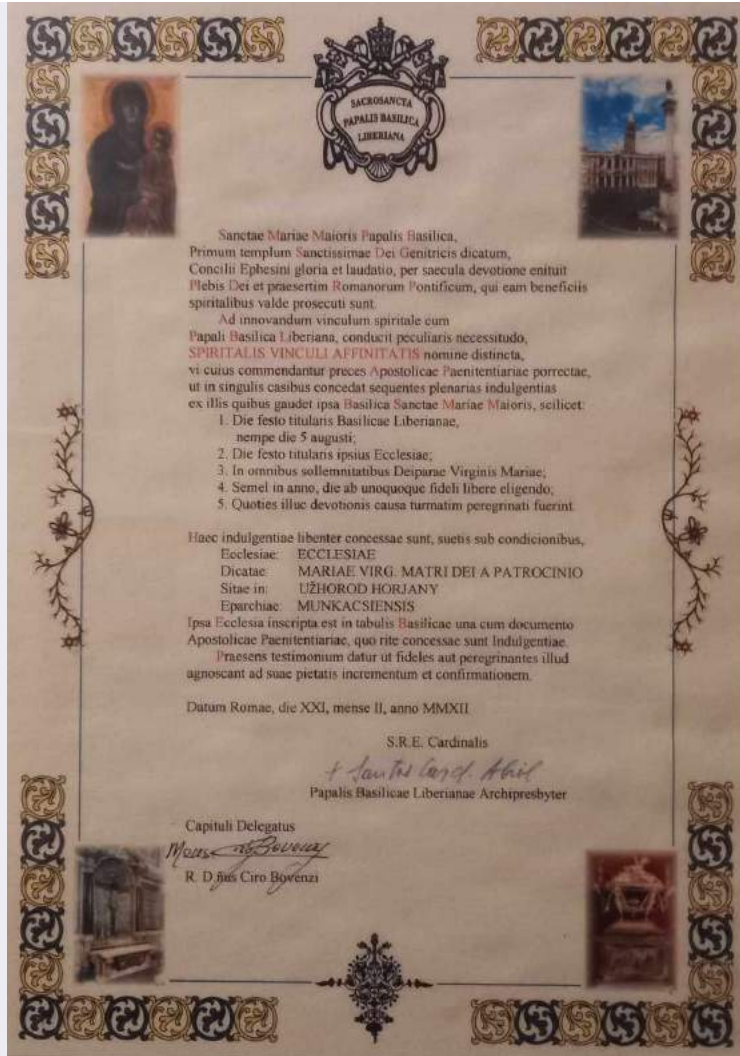 SACROSANCTA
PAPALIS BASILICA
LIBERIANA
Sanctae Mariae Maioris Papalis Basilica,
Primum templum Sanctissimae Dei Genitricis dicatum,
Concilii Ephesini gloria et laudatio, per saecula devotione enituit
Plebis Dei et praesertim Romanorum Pontificum, qui eam beneficiis
spiritalibus valde prosecuti sunt.
Ad innovandum vinculum spiritale cum
Papali Basilica Liberiana, conducit peculiaris necessitudo,
SPIRITALIS VINCULI AFFINITATIS nomine distincta,
vi cuius commendantur preces Apostolicae Paenitentiariae porrectae,
ut in singulis casibus concedat sequentes plenarias indulgentias
ex illis quibus gaudet ipsa Basilica Sanctae Mariae Maioris, scilicet:
1. Die festo titularis Basilicae Liberianae,
nempe die 5 augusti;
2. Die festo titularis ipsius Ecclesiae;
3. In omnibus sollemnitatibus Deiparae Virginis Mariae;
4. Semel in anno, die ab unoquoque fideli libere eligendo;
5. Quoties illuc devotionis causa turmatim peregrinati fuerint.
Haec indulgentiae libenter concessae sunt, suetis sub condicionibus,
Ecclesiae: ECCLESIAE
Dicatae: MARIAE VIRG. MATRI DEI A PATROCINIO
Sitae in: UŽHOROD HORJANY
Eparchiae: MUNKACSIENSIS
Ipsa Ecclesia inscripta est in tabulis Basilicae una cum documento
Apostolicae Paenitentiariae, quo rite concessae sunt Indulgentiae.
Praesens testimonium datur ut fideles aut peregrinantes illud
agnoscant ad suae pietatis incrementum et confirmationem.
Datum Romae, die XXI, mense II, anno MMXII
S.R.E. Cardinalis
+ Santos Card. Abril
Papalis Basilicae Liberianae Archipresbyter
Capituli Delegatus
Mons. Bovenzi
R. D.ñus Ciro Bovenzi